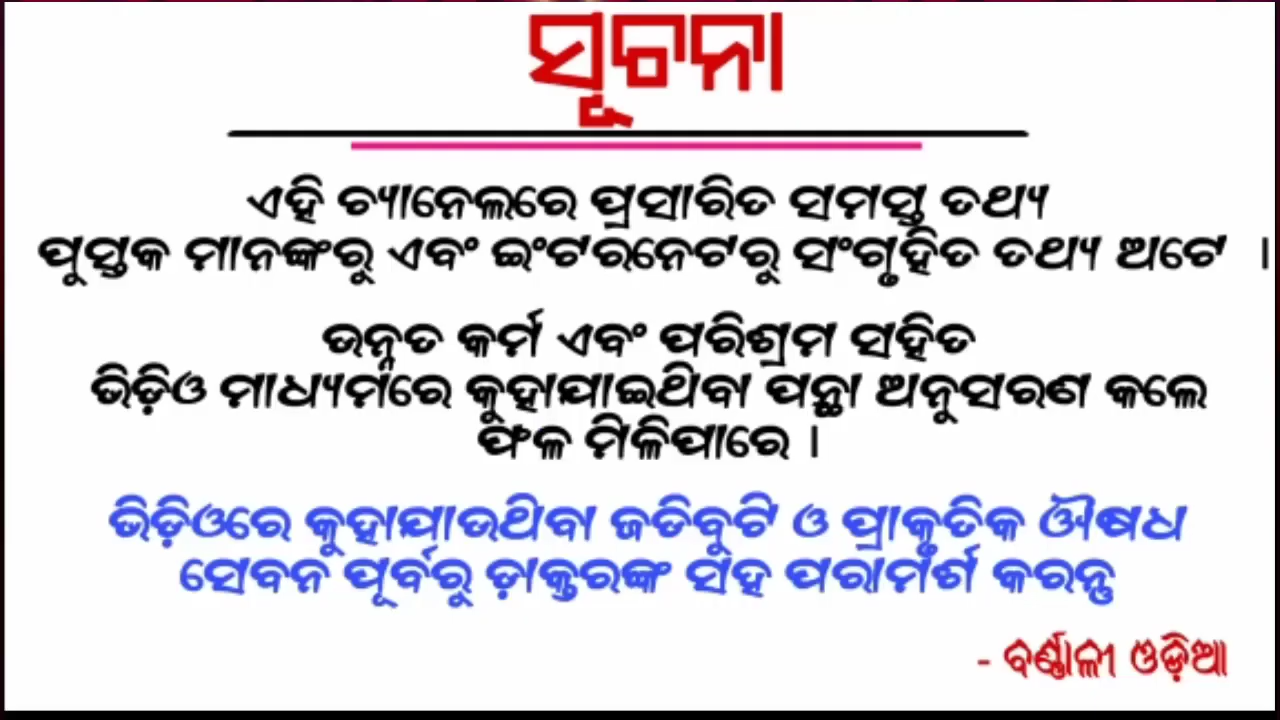 ସୂଚନା
ଏହି ଚ୍ୟାନେଲରେ ପ୍ରସାରିତ ସମସ୍ତ ତଥ୍ୟ
ପୁସ୍ତକ ମାନଙ୍କରୁ ଏବଂ ଇଂଟରନେଟରୁ ସଂଗୃହିତ ତଥ୍ୟ ଅଟେ ।
ଉନ୍ନତ କର୍ମ ଏବଂ ପରିଶ୍ରମ ସହିତ
ଭିଡ଼ିଓ ମାଧ୍ୟମରେ କୁହାଯାଇଥିବା ପନ୍ଥା ଅନୁସରଣ କଲେ
ଫଳ ମିଳିପାରେ ।
ଭିଡ଼ିଓରେ କୁହାଯାଉଥିବା ଜଡିବୁଟି ଓ ପ୍ରାକୃତିକ ଔଷଧ
ସେବନ ପୂର୍ବରୁ ଡ଼ାକ୍ତରଙ୍କ ସହ ପରାମର୍ଶ କରନ୍ତୁ
- ବର୍ଣ୍ଣାଳୀ ଓଡ଼ିଆ